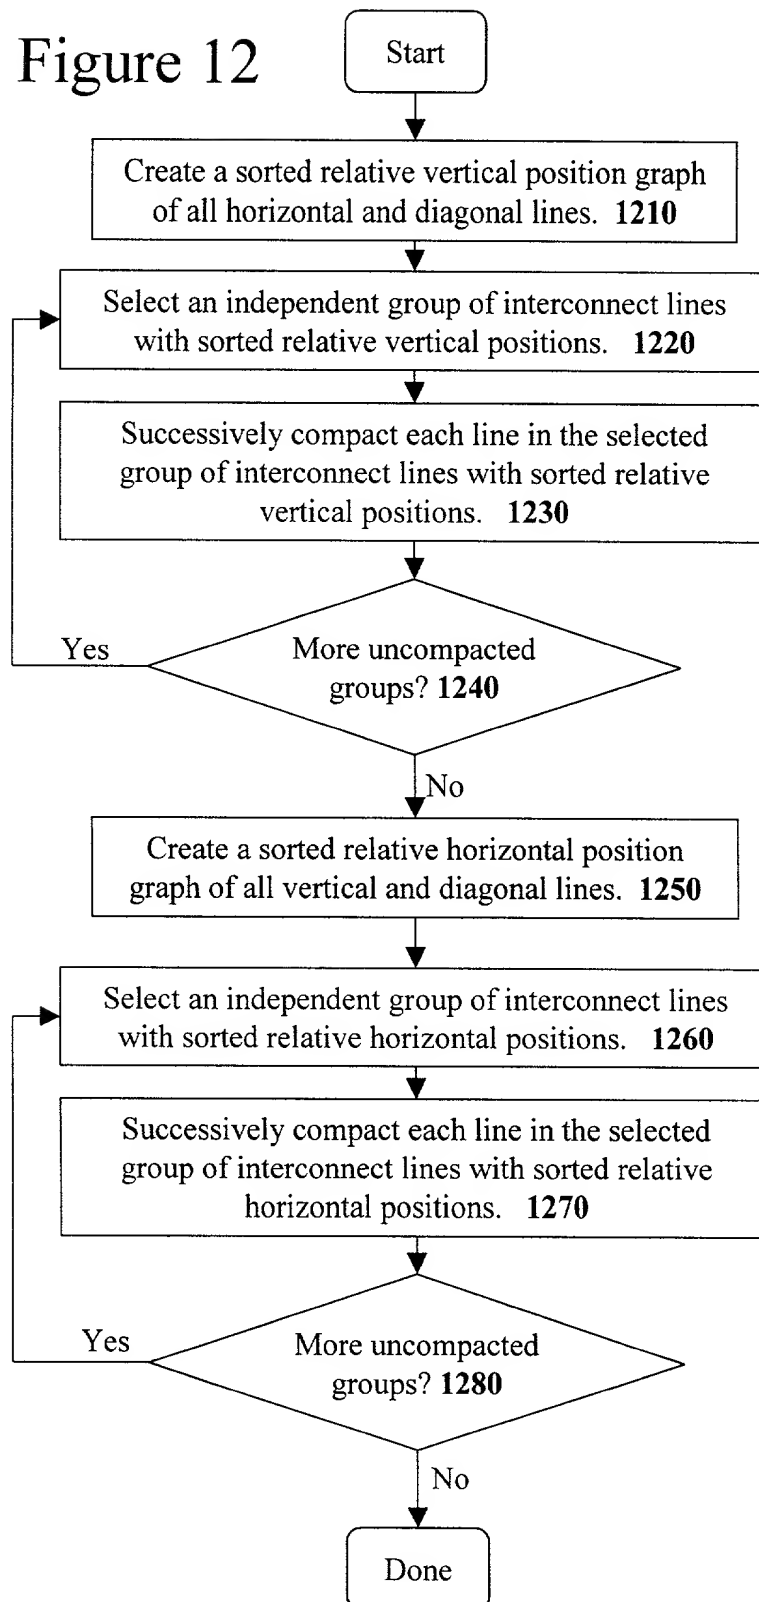 Figure 12
Start
Create a sorted relative vertical position graph
of all horizontal and diagonal lines. 1210
Select an independent group of interconnect lines
with sorted relative vertical positions. 1220
Successively compact each line in the selected
group of interconnect lines with sorted relative
vertical positions. 1230
Yes
More uncompacted
groups? 1240
No
Create a sorted relative horizontal position
graph of all vertical and diagonal lines. 1250
Select an independent group of interconnect lines
with sorted relative horizontal positions. 1260
Successively compact each line in the selected
group of interconnect lines with sorted relative
horizontal positions. 1270
Yes
More uncompacted
groups? 1280
No
Done